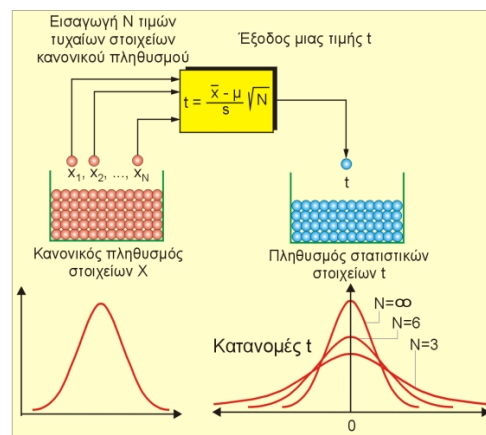 Εισαγωγή N τιμών
τυχαίων στοιχείων
κανονικού πληθυσμού
Έξοδος μιας τιμής t
t = x̄ - μ / s √N
x₁, x₂, ..., x_N
t
Κανονικός πληθυσμός
στοιχείων X
Πληθυσμός στατιστικών
στοιχείων t
N=∞
N=6
N=3
Κατανομές t
0